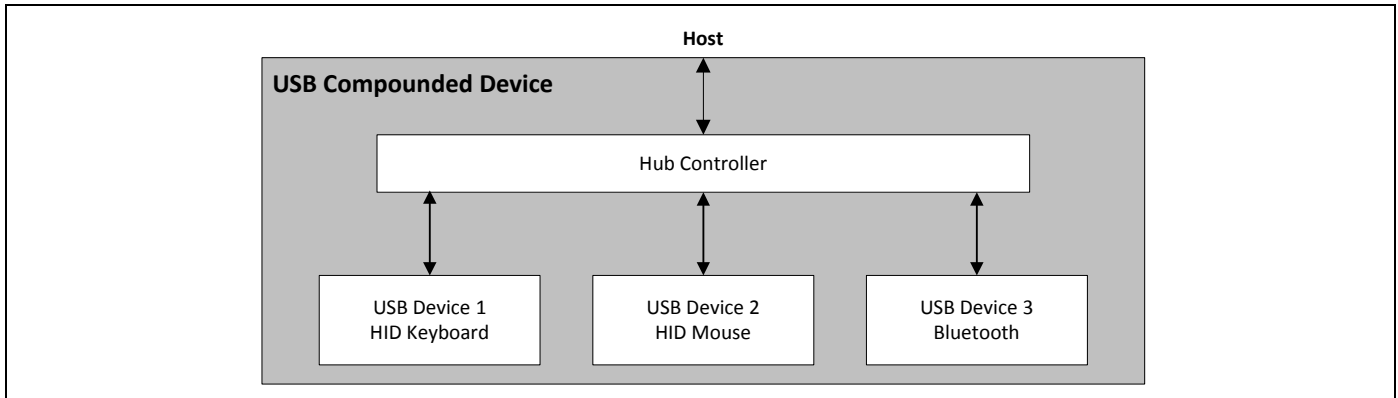 Host
USB Compounded Device
Hub Controller
USB Device 1
HID Keyboard
USB Device 2
HID Mouse
USB Device 3
Bluetooth